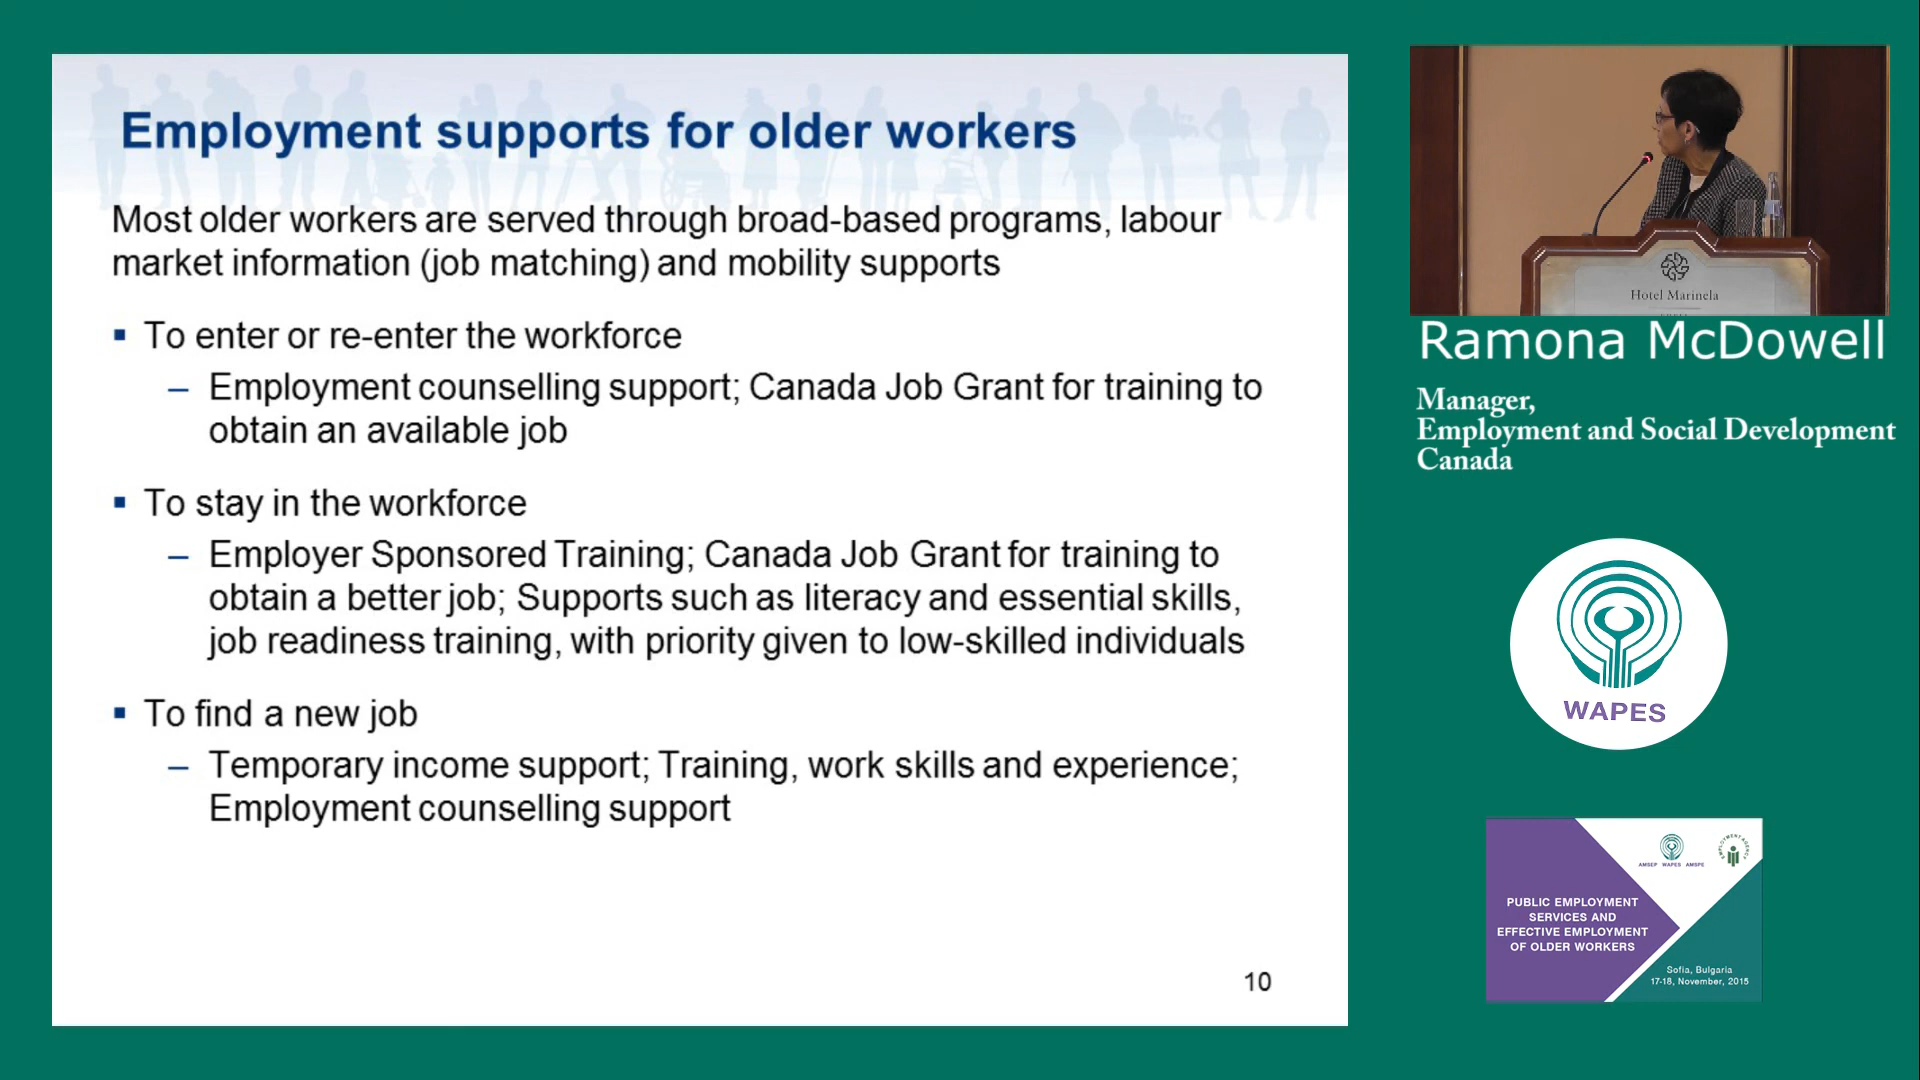 Employment supports for older workers
Most older workers are served through broad-based programs, labour
market information (job matching) and mobility supports
▪ To enter or re-enter the workforce
– Employment counselling support; Canada Job Grant for training to
obtain an available job
▪ To stay in the workforce
– Employer Sponsored Training; Canada Job Grant for training to
obtain a better job; Supports such as literacy and essential skills,
job readiness training, with priority given to low-skilled individuals
▪ To find a new job
– Temporary income support; Training, work skills and experience;
Employment counselling support
10
Hotel Marinela
Ramona McDowell
Manager,
Employment and Social Development
Canada
WAPES
AMSEP WAPES AMSPE
EMPLOYMENT AGENCY
PUBLIC EMPLOYMENT
SERVICES AND
EFFECTIVE EMPLOYMENT
OF OLDER WORKERS
Sofia, Bulgaria
17-18, November, 2015